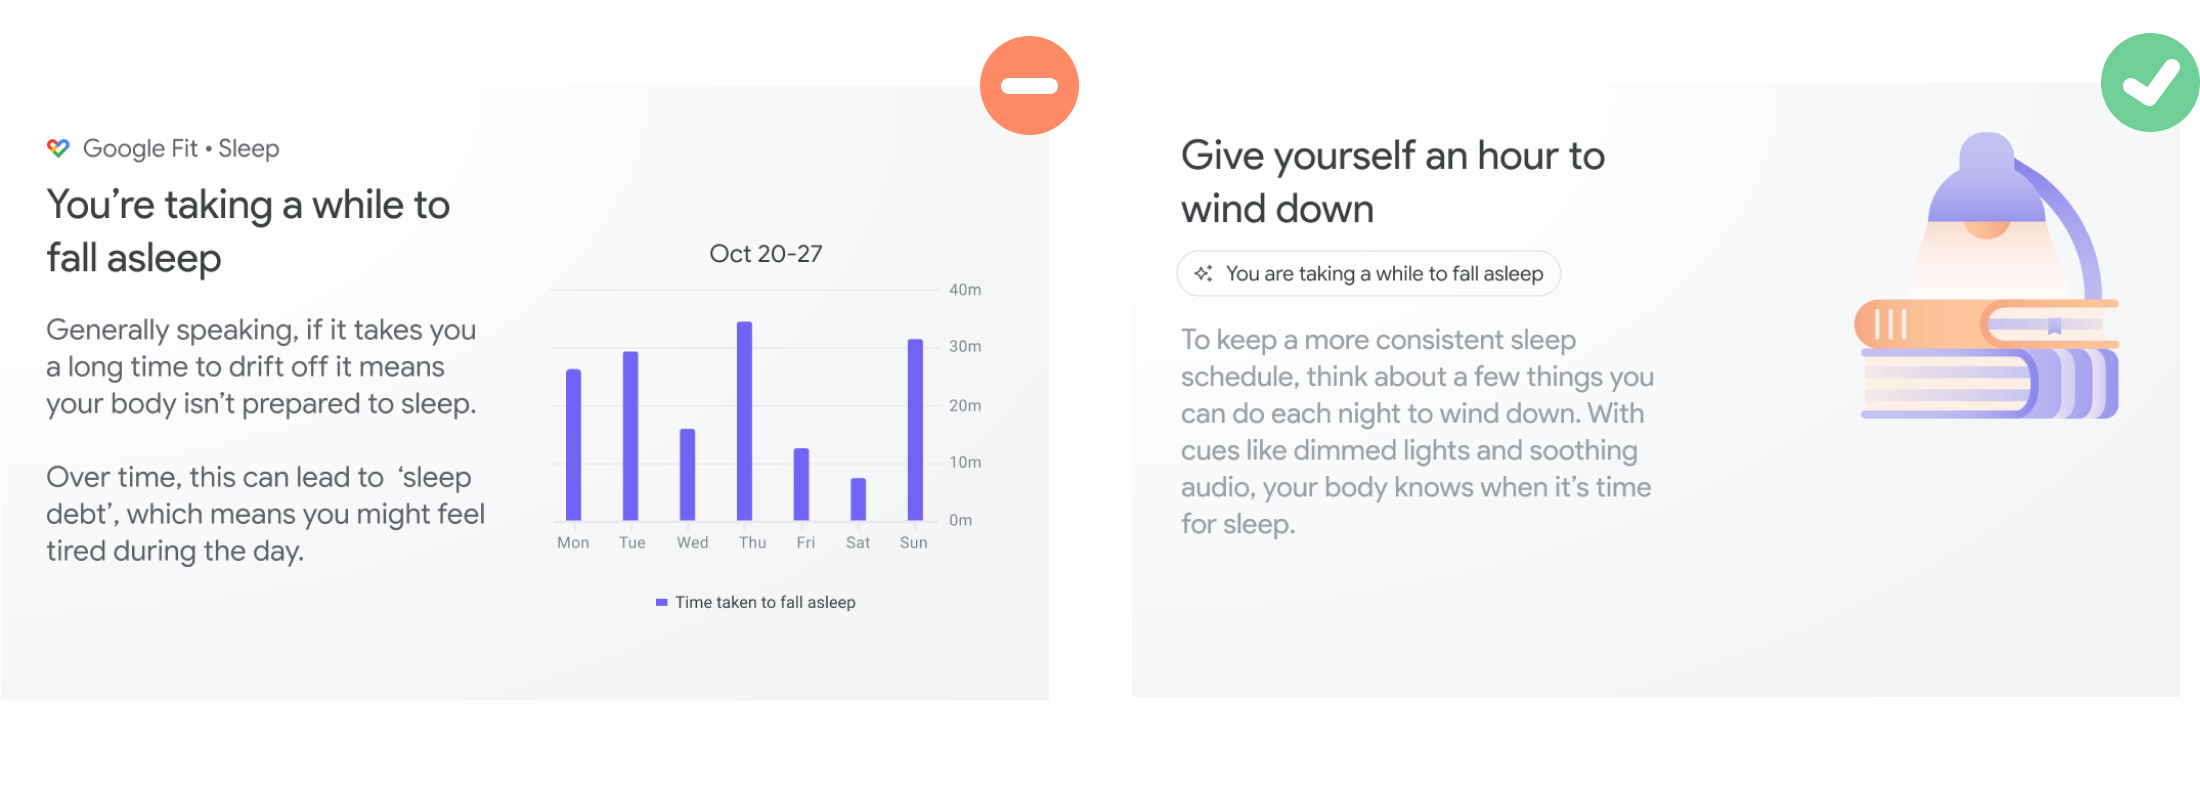 Google Fit • Sleep
You’re taking a while to
fall asleep
Generally speaking, if it takes you
a long time to drift off it means
your body isn’t prepared to sleep.
Over time, this can lead to  ‘sleep
debt’, which means you might feel
tired during the day.
Oct 20-27
40m
30m
20m
10m
0m
Mon Tue Wed Thu Fri Sat Sun
Time taken to fall asleep
Give yourself an hour to
wind down
You are taking a while to fall asleep
To keep a more consistent sleep
schedule, think about a few things you
can do each night to wind down. With
cues like dimmed lights and soothing
audio, your body knows when it’s time
for sleep.